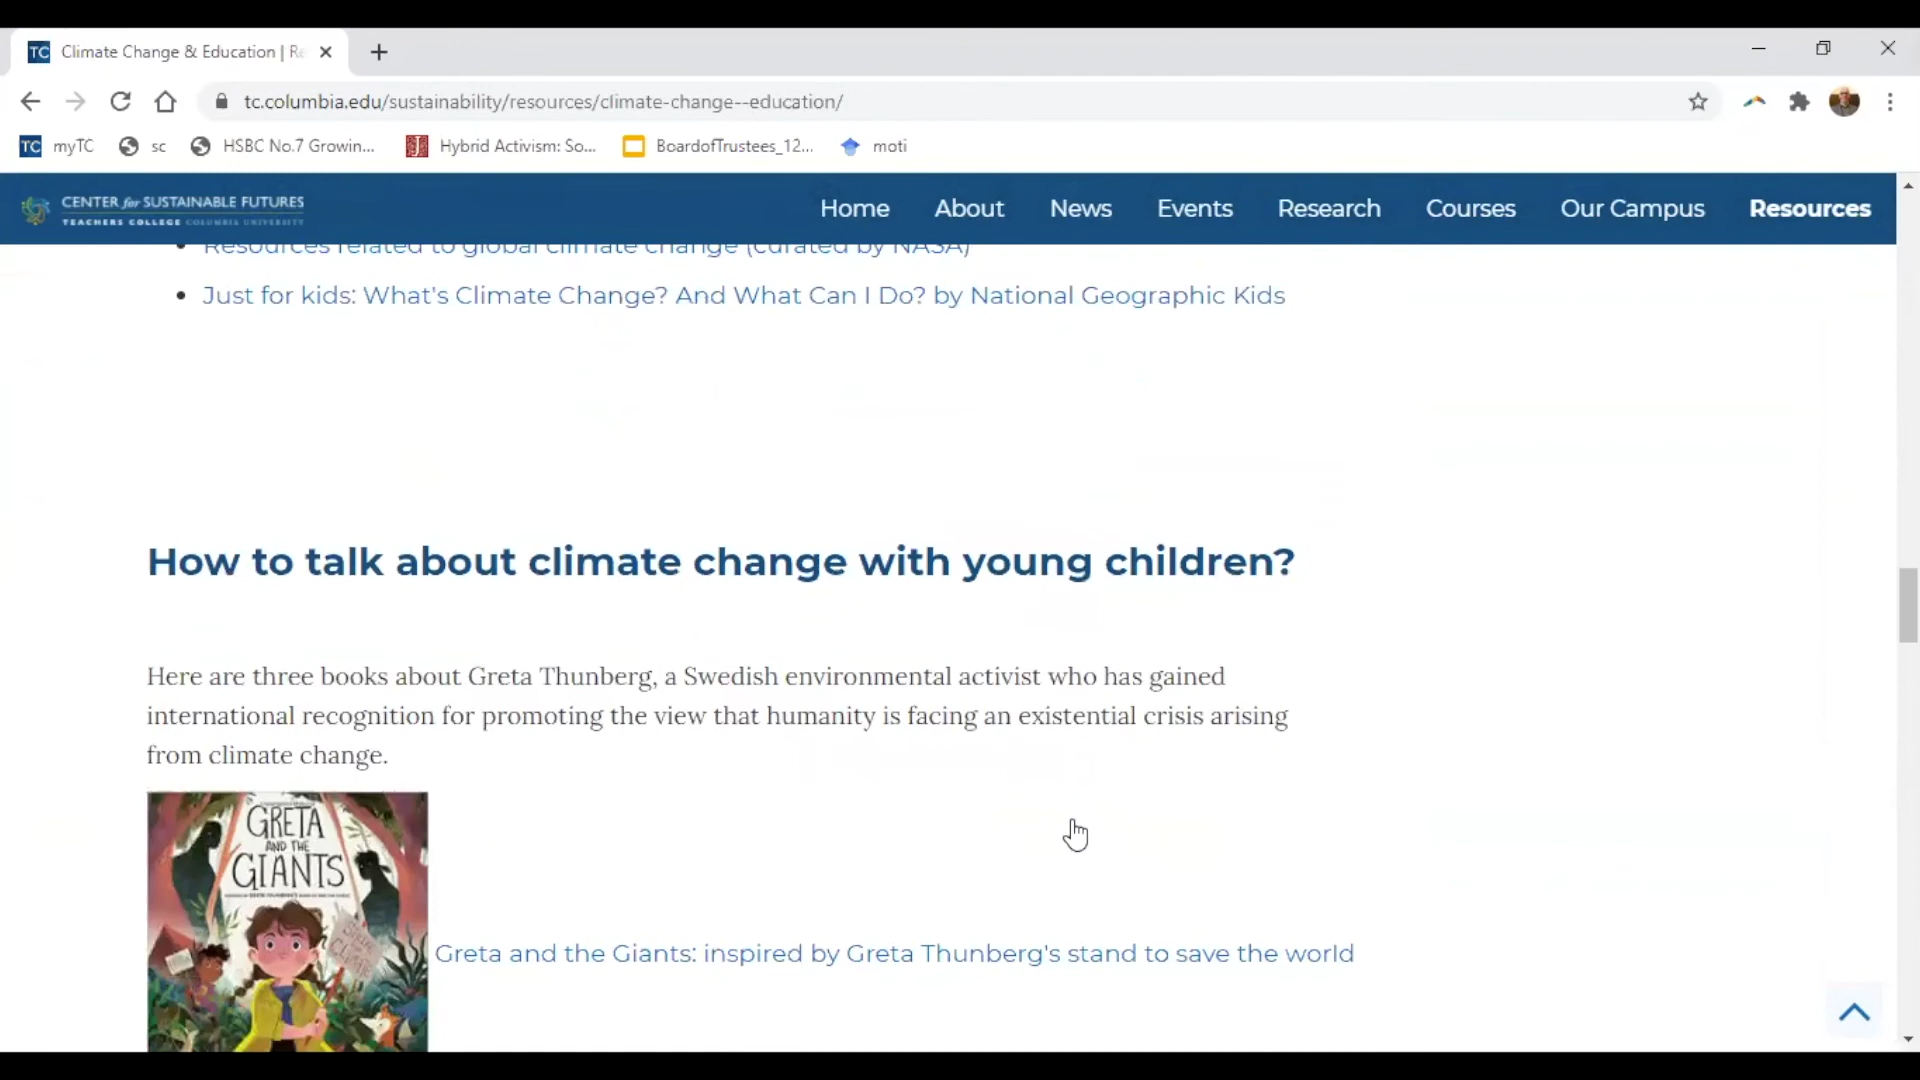 TC Climate Change & Education | Re
tc.columbia.edu/sustainability/resources/climate-change--education/
TC myTC sc HSBC No.7 Growin... Hybrid Activism: So... BoardofTrustees_12... moti
CENTER for SUSTAINABLE FUTURES
TEACHERS COLLEGE COLUMBIA UNIVERSITY
Home About News Events Research Courses Our Campus Resources
Resources related to global climate change (curated by NASA)
Just for kids: What's Climate Change? And What Can I Do? by National Geographic Kids
How to talk about climate change with young children?
Here are three books about Greta Thunberg, a Swedish environmental activist who has gained
international recognition for promoting the view that humanity is facing an existential crisis arising
from climate change.
GRETA
AND THE
GIANTS
Greta and the Giants: inspired by Greta Thunberg's stand to save the world